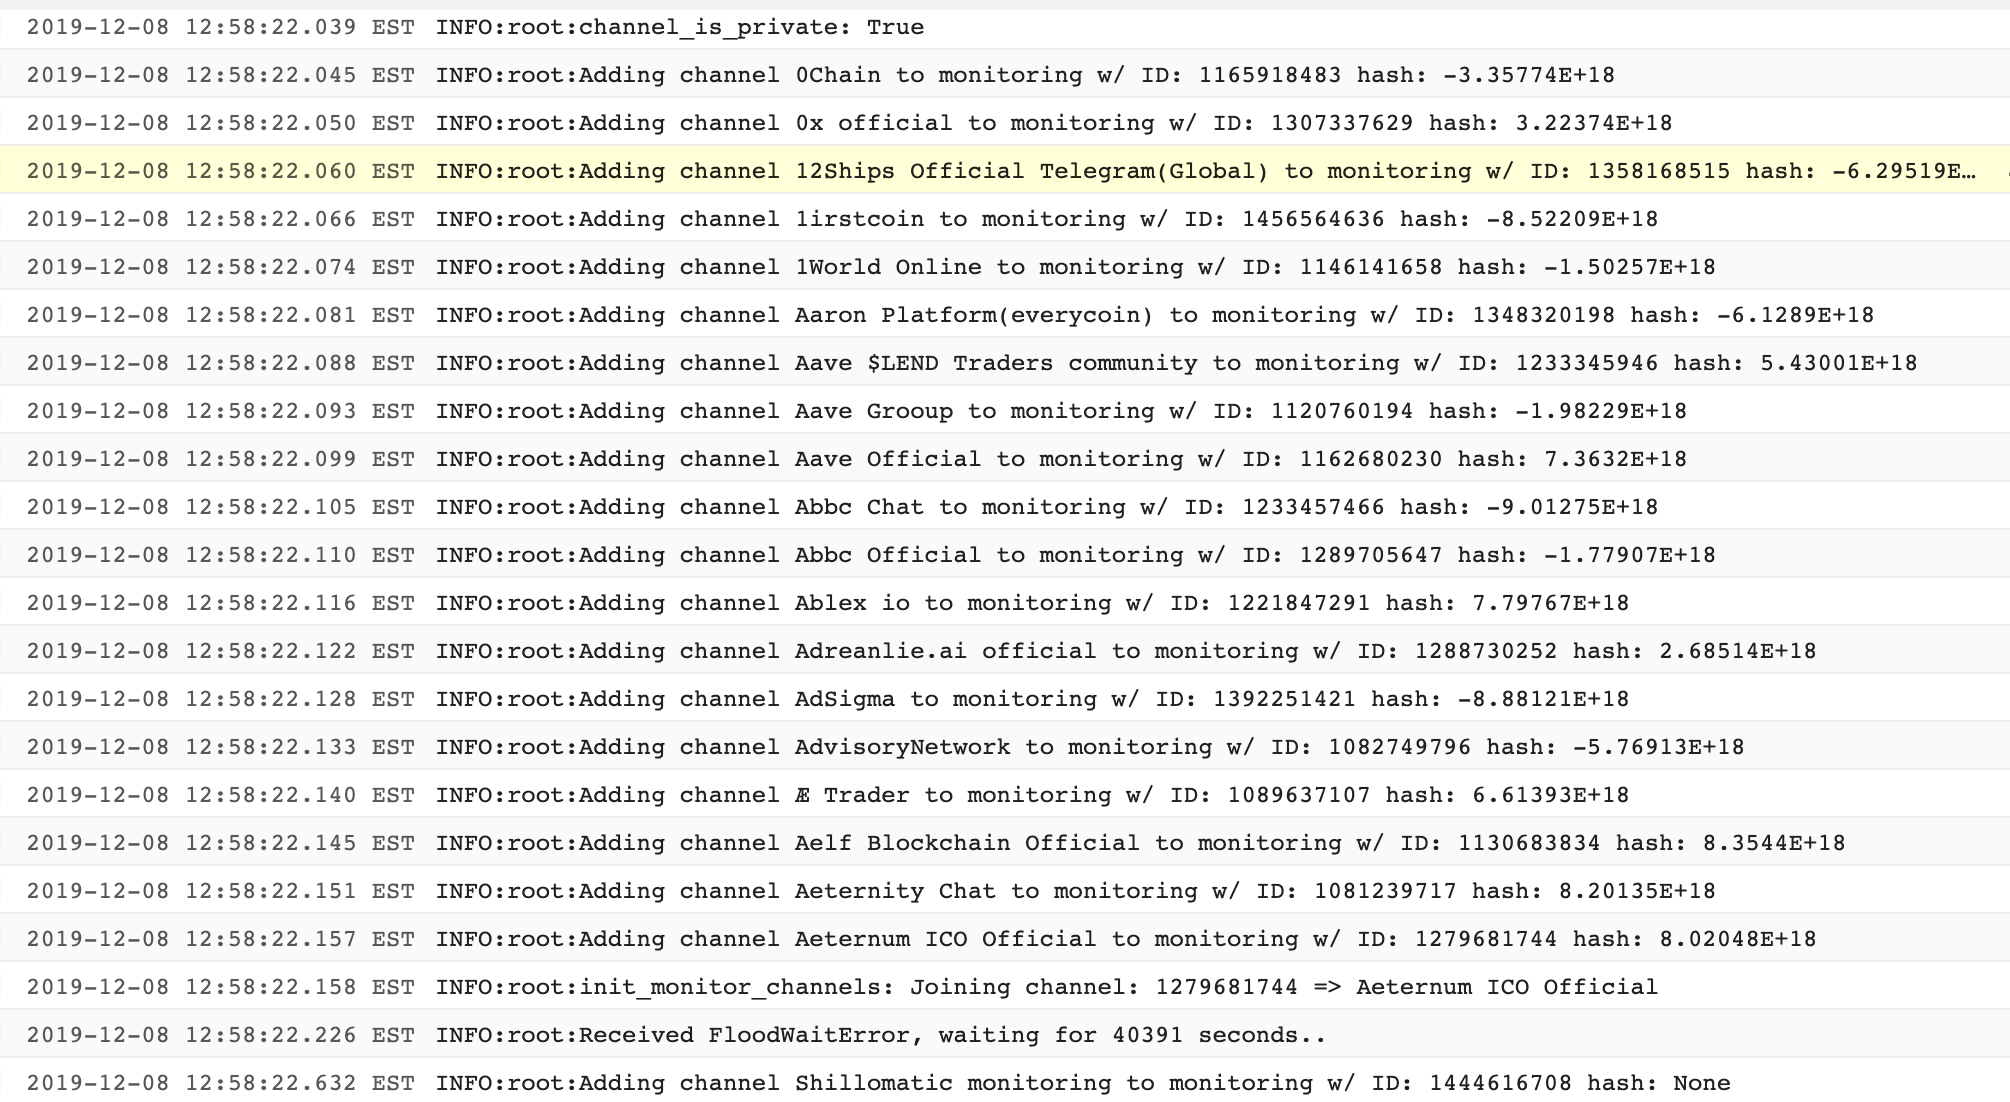 2019-12-08 12:58:22.039 EST INFO:root:channel_is_private: True
2019-12-08 12:58:22.045 EST INFO:root:Adding channel 0Chain to monitoring w/ ID: 1165918483 hash: -3.35774E+18
2019-12-08 12:58:22.050 EST INFO:root:Adding channel 0x official to monitoring w/ ID: 1307337629 hash: 3.22374E+18
2019-12-08 12:58:22.060 EST INFO:root:Adding channel 12Ships Official Telegram(Global) to monitoring w/ ID: 1358168515 hash: -6.29519E…
2019-12-08 12:58:22.066 EST INFO:root:Adding channel 1irstcoin to monitoring w/ ID: 1456564636 hash: -8.52209E+18
2019-12-08 12:58:22.074 EST INFO:root:Adding channel 1World Online to monitoring w/ ID: 1146141658 hash: -1.50257E+18
2019-12-08 12:58:22.081 EST INFO:root:Adding channel Aaron Platform(everycoin) to monitoring w/ ID: 1348320198 hash: -6.1289E+18
2019-12-08 12:58:22.088 EST INFO:root:Adding channel Aave $LEND Traders community to monitoring w/ ID: 1233345946 hash: 5.43001E+18
2019-12-08 12:58:22.093 EST INFO:root:Adding channel Aave Grooup to monitoring w/ ID: 1120760194 hash: -1.98229E+18
2019-12-08 12:58:22.099 EST INFO:root:Adding channel Aave Official to monitoring w/ ID: 1162680230 hash: 7.3632E+18
2019-12-08 12:58:22.105 EST INFO:root:Adding channel Abbc Chat to monitoring w/ ID: 1233457466 hash: -9.01275E+18
2019-12-08 12:58:22.110 EST INFO:root:Adding channel Abbc Official to monitoring w/ ID: 1289705647 hash: -1.77907E+18
2019-12-08 12:58:22.116 EST INFO:root:Adding channel Ablex io to monitoring w/ ID: 1221847291 hash: 7.79767E+18
2019-12-08 12:58:22.122 EST INFO:root:Adding channel Adreanlie.ai official to monitoring w/ ID: 1288730252 hash: 2.68514E+18
2019-12-08 12:58:22.128 EST INFO:root:Adding channel AdSigma to monitoring w/ ID: 1392251421 hash: -8.88121E+18
2019-12-08 12:58:22.133 EST INFO:root:Adding channel AdvisoryNetwork to monitoring w/ ID: 1082749796 hash: -5.76913E+18
2019-12-08 12:58:22.140 EST INFO:root:Adding channel Æ Trader to monitoring w/ ID: 1089637107 hash: 6.61393E+18
2019-12-08 12:58:22.145 EST INFO:root:Adding channel Aelf Blockchain Official to monitoring w/ ID: 1130683834 hash: 8.3544E+18
2019-12-08 12:58:22.151 EST INFO:root:Adding channel Aeternity Chat to monitoring w/ ID: 1081239717 hash: 8.20135E+18
2019-12-08 12:58:22.157 EST INFO:root:Adding channel Aeternum ICO Official to monitoring w/ ID: 1279681744 hash: 8.02048E+18
2019-12-08 12:58:22.158 EST INFO:root:init_monitor_channels: Joining channel: 1279681744 => Aeternum ICO Official
2019-12-08 12:58:22.226 EST INFO:root:Received FloodWaitError, waiting for 40391 seconds..
2019-12-08 12:58:22.632 EST INFO:root:Adding channel Shillomatic monitoring to monitoring w/ ID: 1444616708 hash: None